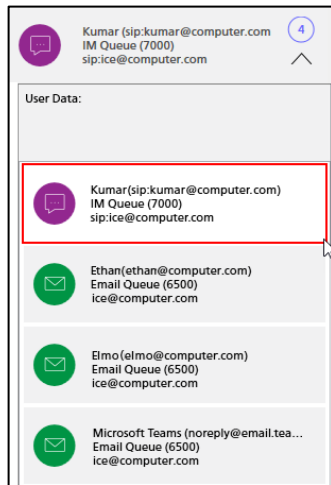 Kumar (sip:kumar@computer.com
IM Queue (7000)
sip:ice@computer.com
4
User Data:
Kumar(sip:kumar@computer.com)
IM Queue (7000)
sip:ice@computer.com
Ethan(ethan@computer.com)
Email Queue (6500)
ice@computer.com
Elmo(elmo@computer.com)
Email Queue (6500)
ice@computer.com
Microsoft Teams (noreply@email.tea...
Email Queue (6500)
ice@computer.com